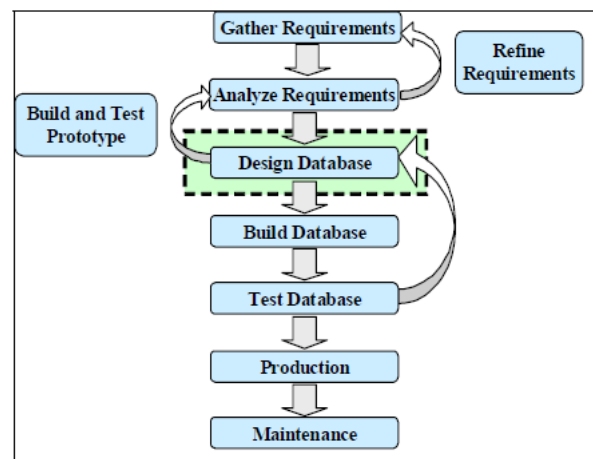 Gather Requirements
Refine
Requirements
Analyze Requirements
Build and Test
Prototype
Design Database
Build Database
Test Database
Production
Maintenance